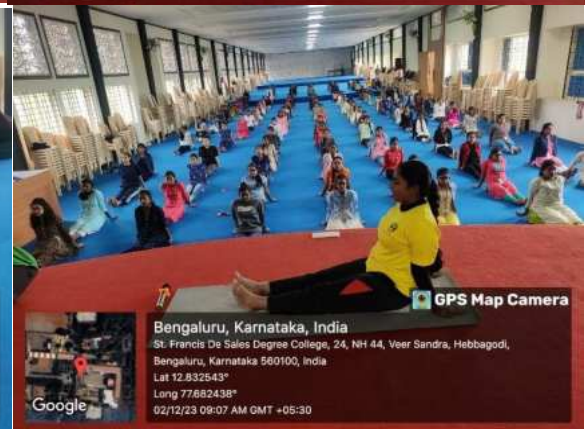 GPS Map Camera
Bengaluru, Karnataka, India
St. Francis De Sales Degree College, 24, NH 44, Veer Sandra, Hebbagodi,
Bengaluru, Karnataka 560100, India
Lat 12.832543°
Long 77.682438°
02/12/23 09:07 AM GMT +05:30
Google